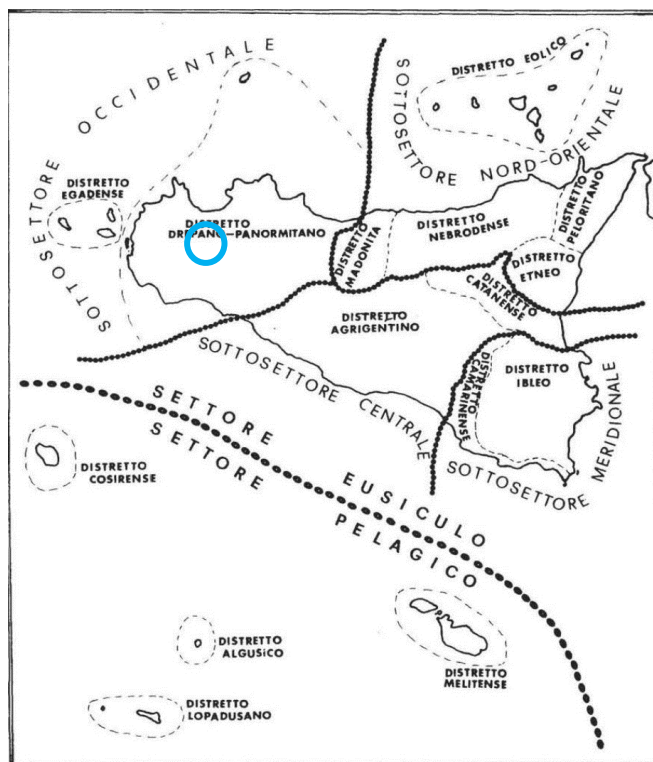 SOTTOSETTORE OCCIDENTALE
DISTRETTO
EGADENSE
DISTRETTO
DREPANO-PANORMITANO
DISTRETTO EOLICO
SOTTOSETTORE NORD-ORIENTALE
DISTRETTO
MADONITA
DISTRETTO
NEBRODENSE
DISTRETTO
PELORITANO
DISTRETTO
ETNEO
DISTRETTO
CATANENSE
DISTRETTO
AGRIGENTINO
DISTRETTO
IBLEO
DISTRETTO
CAMARINENSE
SOTTOSETTORE CENTRALE
SOTTOSETTORE MERIDIONALE
SETTORE EUSICULO
SETTORE PELAGICO
DISTRETTO
COSIRENSE
DISTRETTO
ALGUSiCO
DISTRETTO
LOPADUSANO
DISTRETTO
MELITENSE